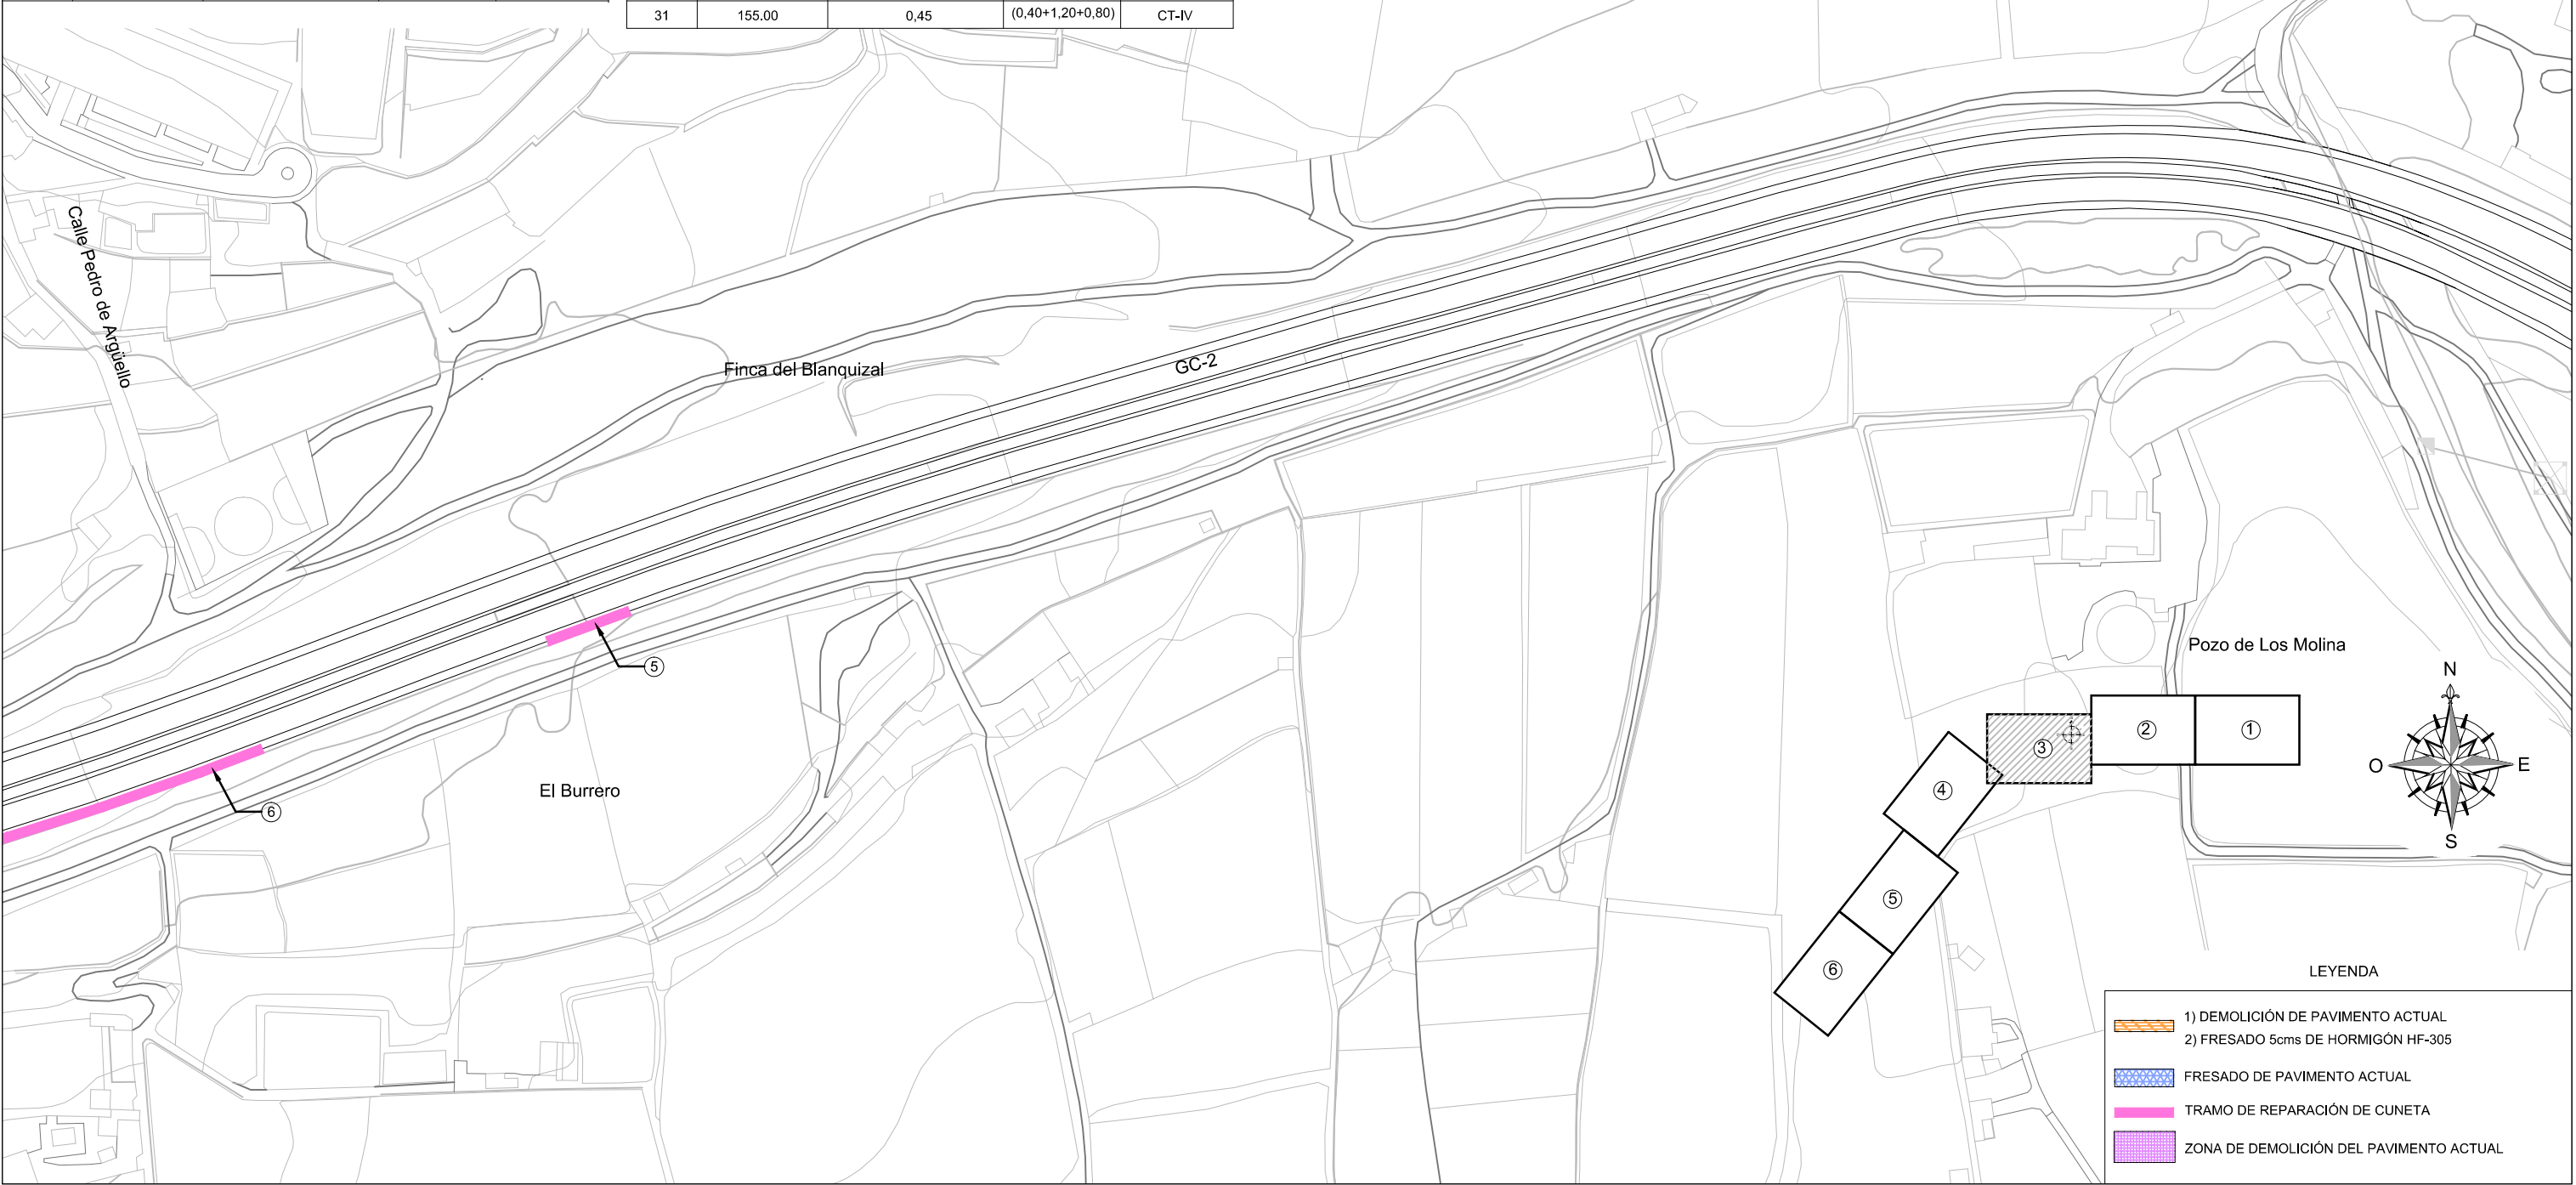 31 155.00 0,45 (0,40+1,20+0,80) CT-IV
Calle Pedro de Argüello
Finca del Blanquizal
GC-2
5
Pozo de Los Molina
N
3
2
1
O
E
4
El Burrero
6
S
5
6
LEYENDA
1) DEMOLICIÓN DE PAVIMENTO ACTUAL
2) FRESADO 5cms DE HORMIGÓN HF-305
FRESADO DE PAVIMENTO ACTUAL
TRAMO DE REPARACIÓN DE CUNETA
ZONA DE DEMOLICIÓN DEL PAVIMENTO ACTUAL